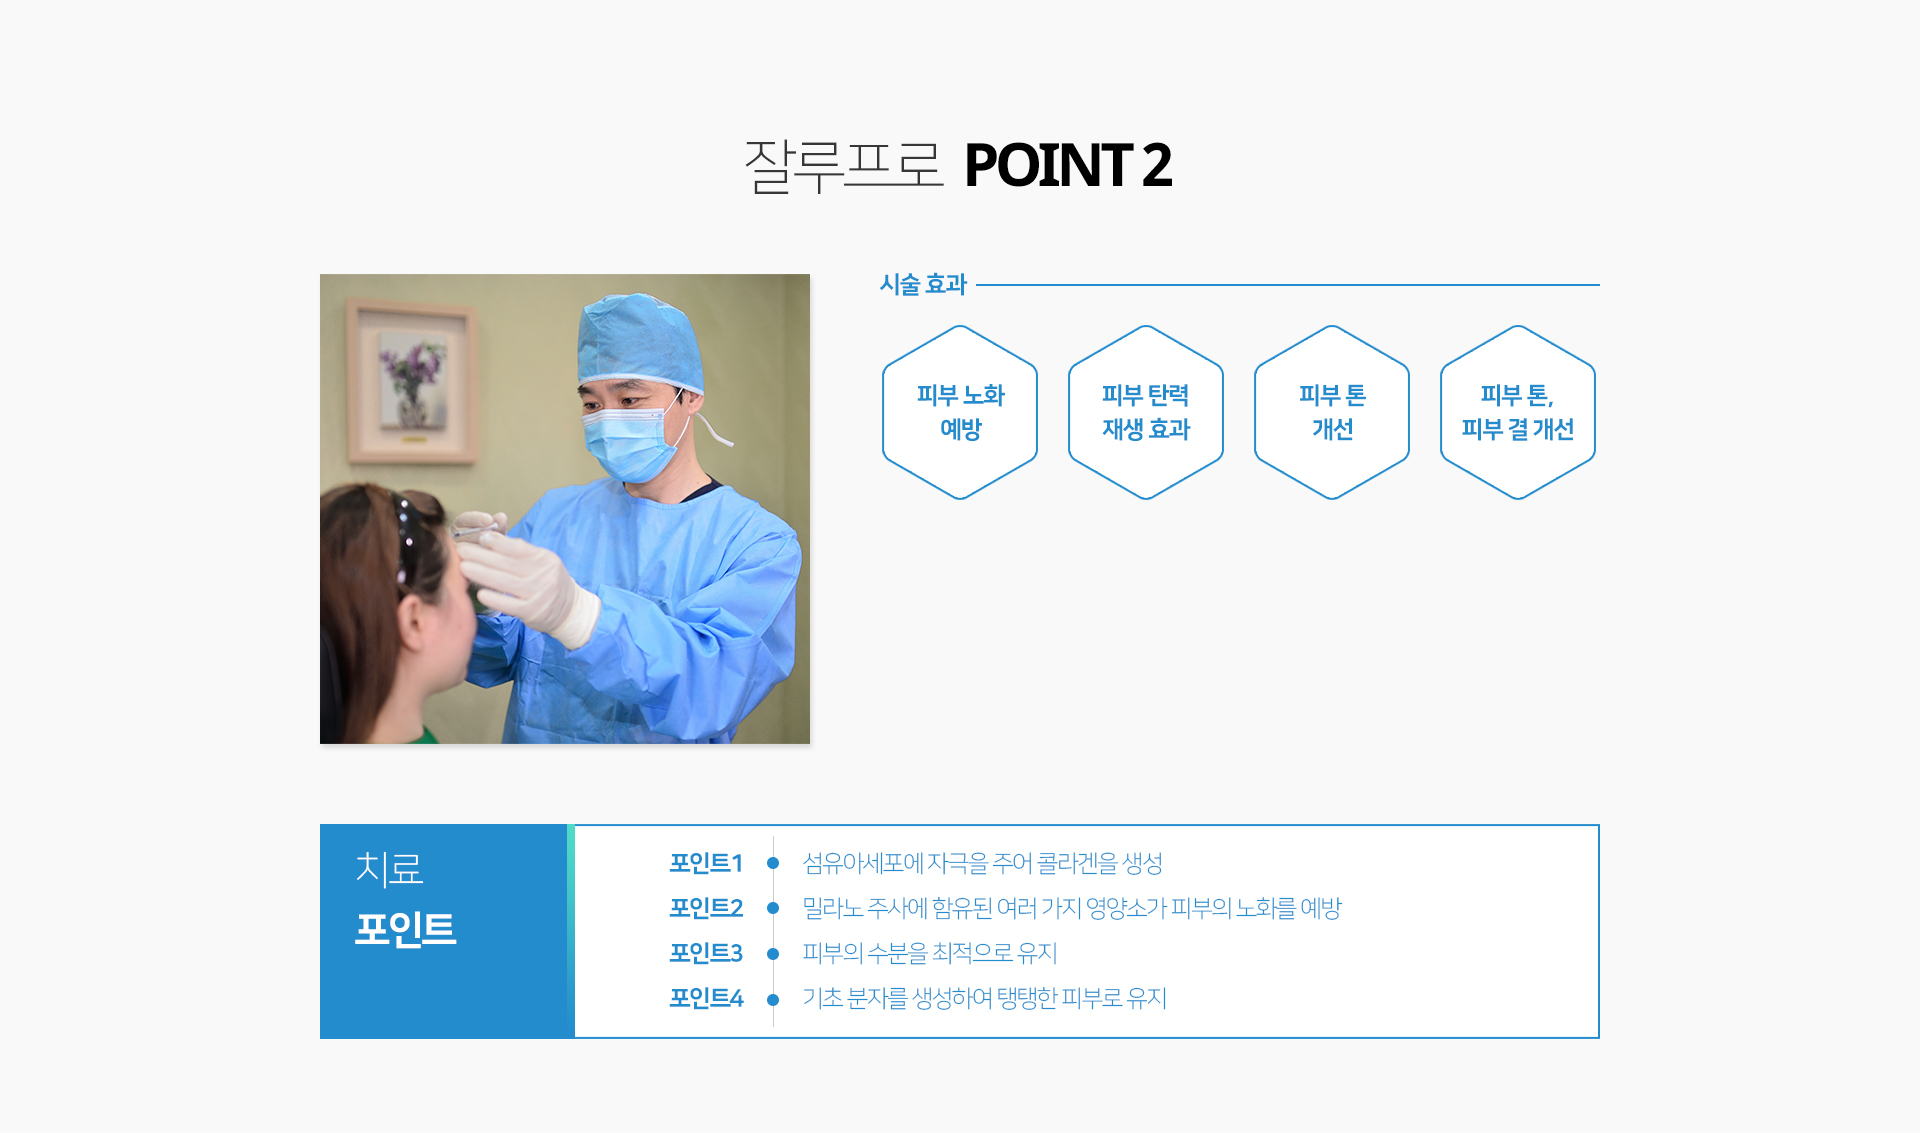 잘루프로 POINT 2
시술 효과
피부 노화
예방
피부 탄력
재생 효과
피부 톤
개선
피부 톤,
피부 결 개선
치료
포인트
포인트1 섬유아세포에 자극을 주어 콜라겐을 생성
포인트2 밀라노 주사에 함유된 여러 가지 영양소가 피부의 노화를 예방
포인트3 피부의 수분을 최적으로 유지
포인트4 기초 분자를 생성하여 탱탱한 피부로 유지